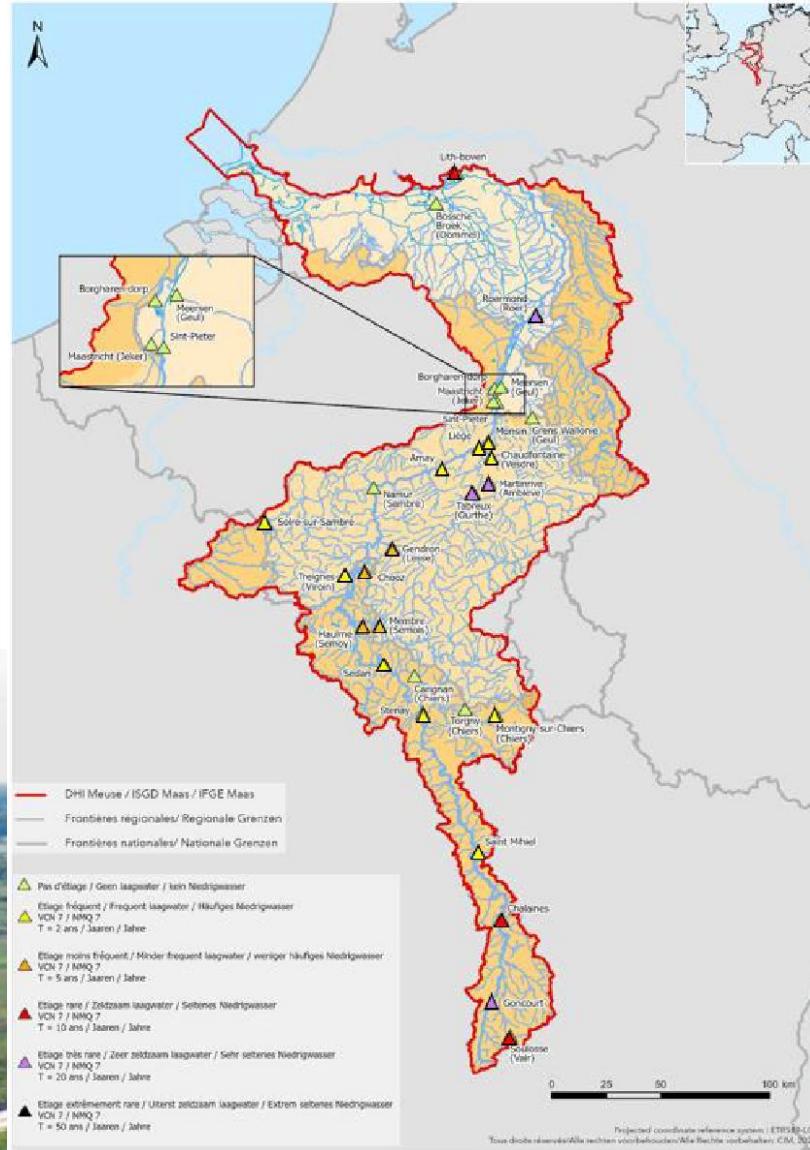 N
Lith-boven
Bossche
Broek
(Dommel)
Roermond
(Roer)
Borgharen-dorp
Meersen
(Geul)
Sint-Pieter
Maastricht (Jeker)
Borgharen-dorp
Meersen
(Geul)
Maastricht
(Jeker)
Sint-Pieter
Grens Wallonie
(Geul)
Monsin
Liège
Chaudfontaine
(Vesdre)
Amay
Martinrive
(Amblève)
Tabreux
(Ourthe)
Namur
(Sambre)
Solre-sur-Sambre
Gendron
(Lesse)
Treignes
(Viroin)
Chooz
Membre
(Semois)
Haulmé
(Semoy)
Sedan
Carignan
(Chiers)
Stenay
Torgny
(Chiers)
Montigny-sur-Chiers
(Chiers)
Saint Mihiel
Chalaines
Goncourt
Soulosse
(Vair)
DHI Meuse / ISGD Maas / IFGE Maas
Frontières régionales/ Regionale Grenzen
Frontières nationales/ Nationale Grenzen
Pas d'étiage / Geen laagwater / kein Niedrigwasser
Etiage fréquent / Frequent laagwater / Häufiges Niedrigwasser
VCN 7 / NMQ 7
T = 2 ans / Jaaren / Jahre
Etiage moins fréquent / Minder frequent laagwater / weniger häufiges Niedrigwasser
VCN 7 / NMQ 7
T = 5 ans / Jaaren / Jahre
Etiage rare / Zeldzaam laagwater / Seltenes Niedrigwasser
VCN 7 / NMQ 7
T = 10 ans / Jaaren / Jahre
Etiage très rare / Zeer zeldzaam laagwater / Sehr seltenes Niedrigwasser
VCN 7 / NMQ 7
T = 20 ans / Jaaren / Jahre
Etiage extrêmement rare / Uiterst zeldzaam laagwater / Extrem seltenes Niedrigwasser
VCN 7 / NMQ 7
T = 50 ans / Jaaren / Jahre
0 25 50 100 km
Projected coordinate reference system : ETRS89-
Tous droits réservés/Alle rechten voorbehouden/Alle Rechte vorbehalten: CIM,